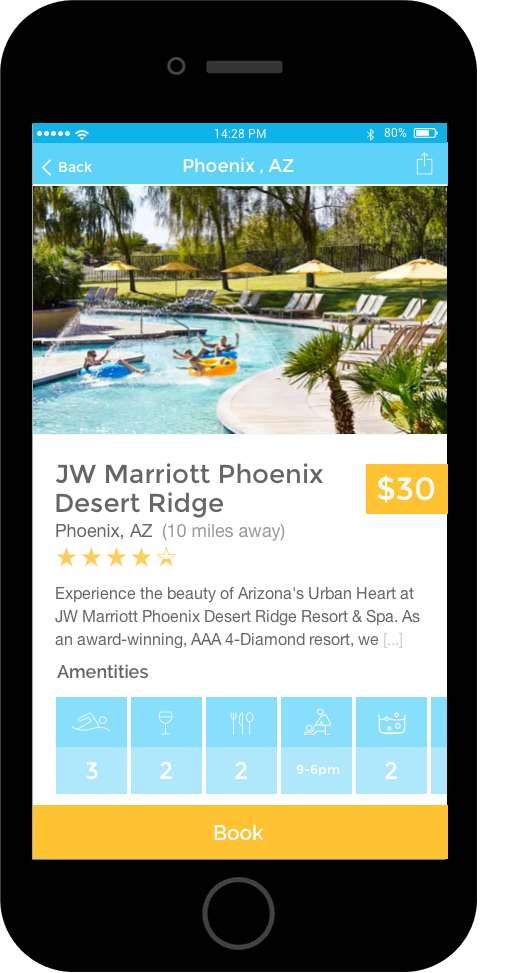 14:28 PM
80%
Back
Phoenix , AZ
JW Marriott Phoenix
Desert Ridge
$30
Phoenix, AZ (10 miles away)
Experience the beauty of Arizona's Urban Heart at
JW Marriott Phoenix Desert Ridge Resort & Spa. As
an award-winning, AAA 4-Diamond resort, we [...]
Amentities
3
2
2
9-6pm
2
Book